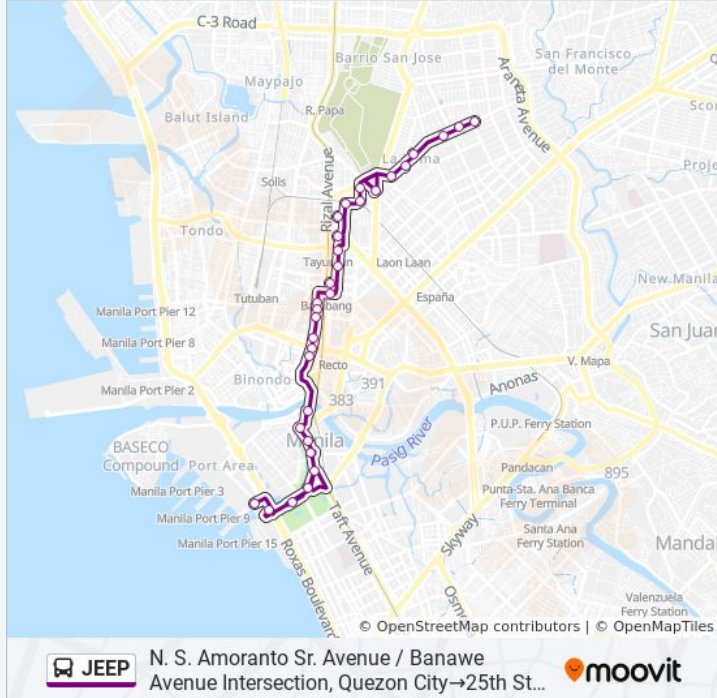 C-3 Road
Barrio San Jose
San Francisco
del Monte
Araneta Avenue
Maypajo
R. Papa
Balut Island
La Loma
Solis
Rizal Avenue
Tondo
Tayuman
Laon Laan
New Manila
Tutuban
España
Bambang
Manila Port Pier 12
San Juan
Manila Port Pier 8
Recto
V. Mapa
Binondo
391
Anonas
Manila Port Pier 2
383
P.U.P. Ferry Station
Manila
BASECO
Compound
Port Area
Pasig River
Pandacan
895
Manila Port Pier 3
Punta-Sta. Ana Banca
Ferry Terminal
Manila Port Pier 9
Taft Avenue
Santa Ana
Ferry Station
Manila Port Pier 15
Skyway
Roxas Boulevard
Manda
Osm
Valenzuela
Ferry Station
© OpenStreetMap contributors | © OpenMapTiles
JEEP
N. S. Amoranto Sr. Avenue / Banawe
Avenue Intersection, Quezon City→25th St...
moovit